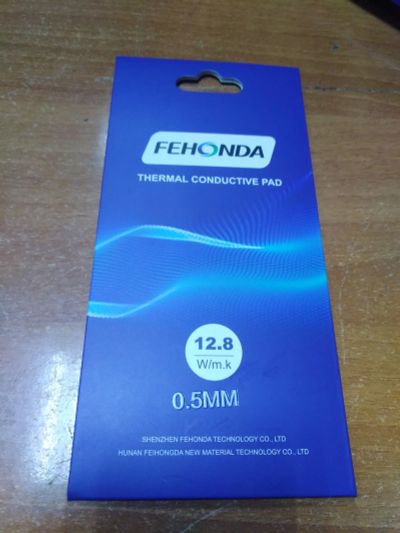 FEHONDA
THERMAL CONDUCTIVE PAD
12.8
W/m.k
0.5MM
SHENZHEN FEHONDA TECHNOLOGY CO., LTD
HUNAN FEIHONGDA NEW MATERIAL TECHNOLOGY CO., LTD